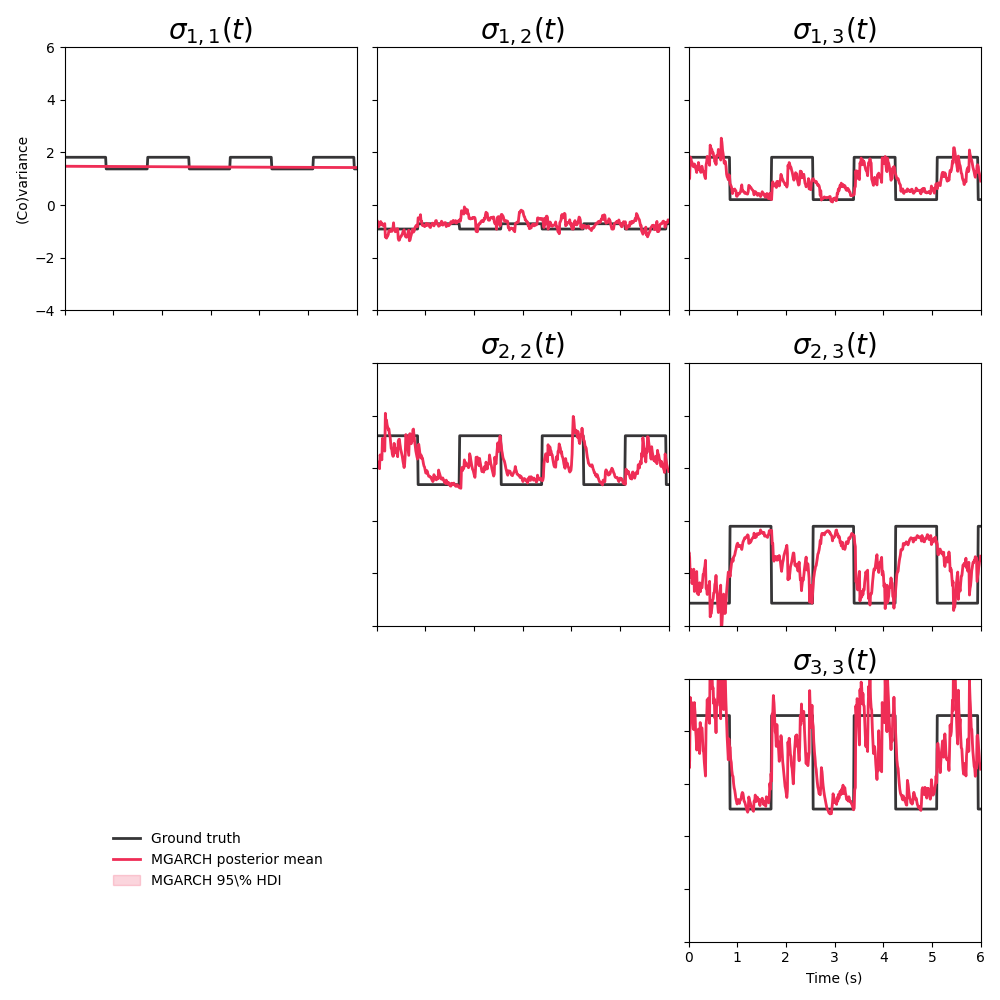 σ1,1(t)
σ1,2(t)
σ1,3(t)
6
4
2
0
−2
−4
(Co)variance
σ2,2(t)
σ2,3(t)
σ3,3(t)
Ground truth
MGARCH posterior mean
MGARCH 95\% HDI
0 1 2 3 4 5 6
Time (s)